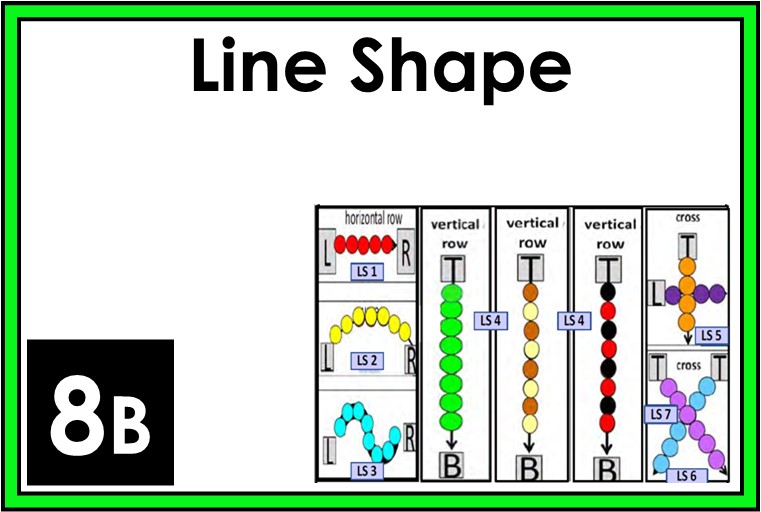 Line Shape
horizontal row
L
R
LS 1
L
R
LS 2
L
R
LS 3
vertical
row
T
B
LS 4
vertical
row
T
B
LS 4
vertical
row
T
B
cross
T
L
LS 5
cross
T
T
LS 7
LS 6
8B